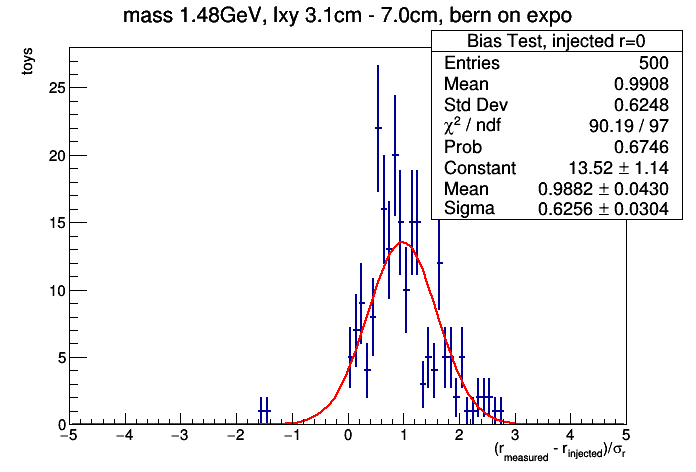 mass 1.48GeV, lxy 3.1cm - 7.0cm, bern on expo
toys
Bias Test, injected r=0
Entries 500
Mean 0.9908
Std Dev 0.6248
χ² / ndf 90.19 / 97
Prob 0.6746
Constant 13.52 ± 1.14
Mean 0.9882 ± 0.0430
Sigma 0.6256 ± 0.0304
25
20
15
10
5
0
−5 −4 −3 −2 −1 0 1 2 3 4 5
(r_measured - r_injected)/σ_r